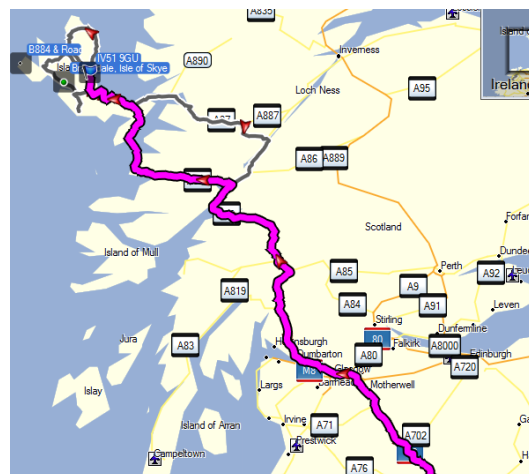 A835
Island of
B884 & Road
IV51 9GU
Isle of Skye
A890
Inverness
Loch Ness
A95
Ireland
A87
A887
A86
A889
Scotland
Forfar
Island of Mull
A85
Perth
A92
Dundee
A819
A84
A9
A91
Leven
Jura
Stirling
80
Dunfermline
A83
Dumbarton
A80
Falkirk
A8000
Edinburgh
M8
Glasgow
A720
Islay
Largs
Motherwell
Island of Arran
Irvine
A71
A702
Prestwick
Campbeltown
A76